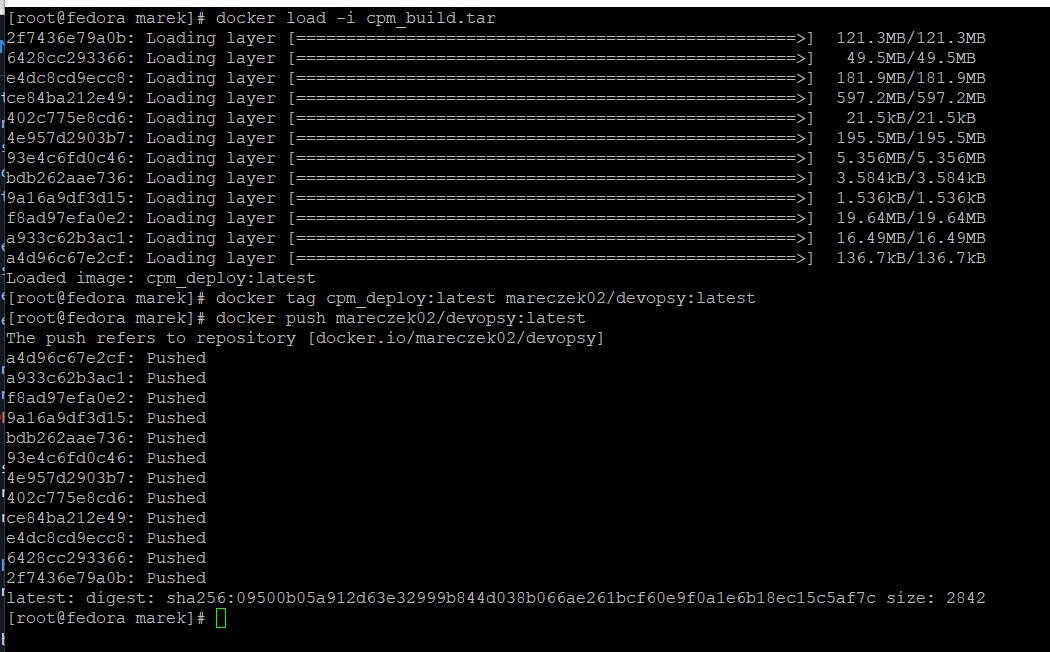 [root@fedora marek]# docker load -i cpm_build.tar
2f7436e79a0b: Loading layer [==================================================>] 121.3MB/121.3MB
6428cc293366: Loading layer [==================================================>] 49.5MB/49.5MB
e4dc8cd9ecc8: Loading layer [==================================================>] 181.9MB/181.9MB
ce84ba212e49: Loading layer [==================================================>] 597.2MB/597.2MB
402c775e8cd6: Loading layer [==================================================>] 21.5kB/21.5kB
4e957d2903b7: Loading layer [==================================================>] 195.5MB/195.5MB
93e4c6fd0c46: Loading layer [==================================================>] 5.356MB/5.356MB
bdb262aae736: Loading layer [==================================================>] 3.584kB/3.584kB
9a16a9df3d15: Loading layer [==================================================>] 1.536kB/1.536kB
f8ad97efa0e2: Loading layer [==================================================>] 19.64MB/19.64MB
a933c62b3ac1: Loading layer [==================================================>] 16.49MB/16.49MB
a4d96c67e2cf: Loading layer [==================================================>] 136.7kB/136.7kB
Loaded image: cpm_deploy:latest
[root@fedora marek]# docker tag cpm_deploy:latest mareczek02/devopsy:latest
[root@fedora marek]# docker push mareczek02/devopsy:latest
The push refers to repository [docker.io/mareczek02/devopsy]
a4d96c67e2cf: Pushed
a933c62b3ac1: Pushed
f8ad97efa0e2: Pushed
9a16a9df3d15: Pushed
bdb262aae736: Pushed
93e4c6fd0c46: Pushed
4e957d2903b7: Pushed
402c775e8cd6: Pushed
ce84ba212e49: Pushed
e4dc8cd9ecc8: Pushed
6428cc293366: Pushed
2f7436e79a0b: Pushed
latest: digest: sha256:09500b05a912d63e32999b844d038b066ae261bcf60e9f0a1e6b18ec15c5af7c size: 2842
[root@fedora marek]#